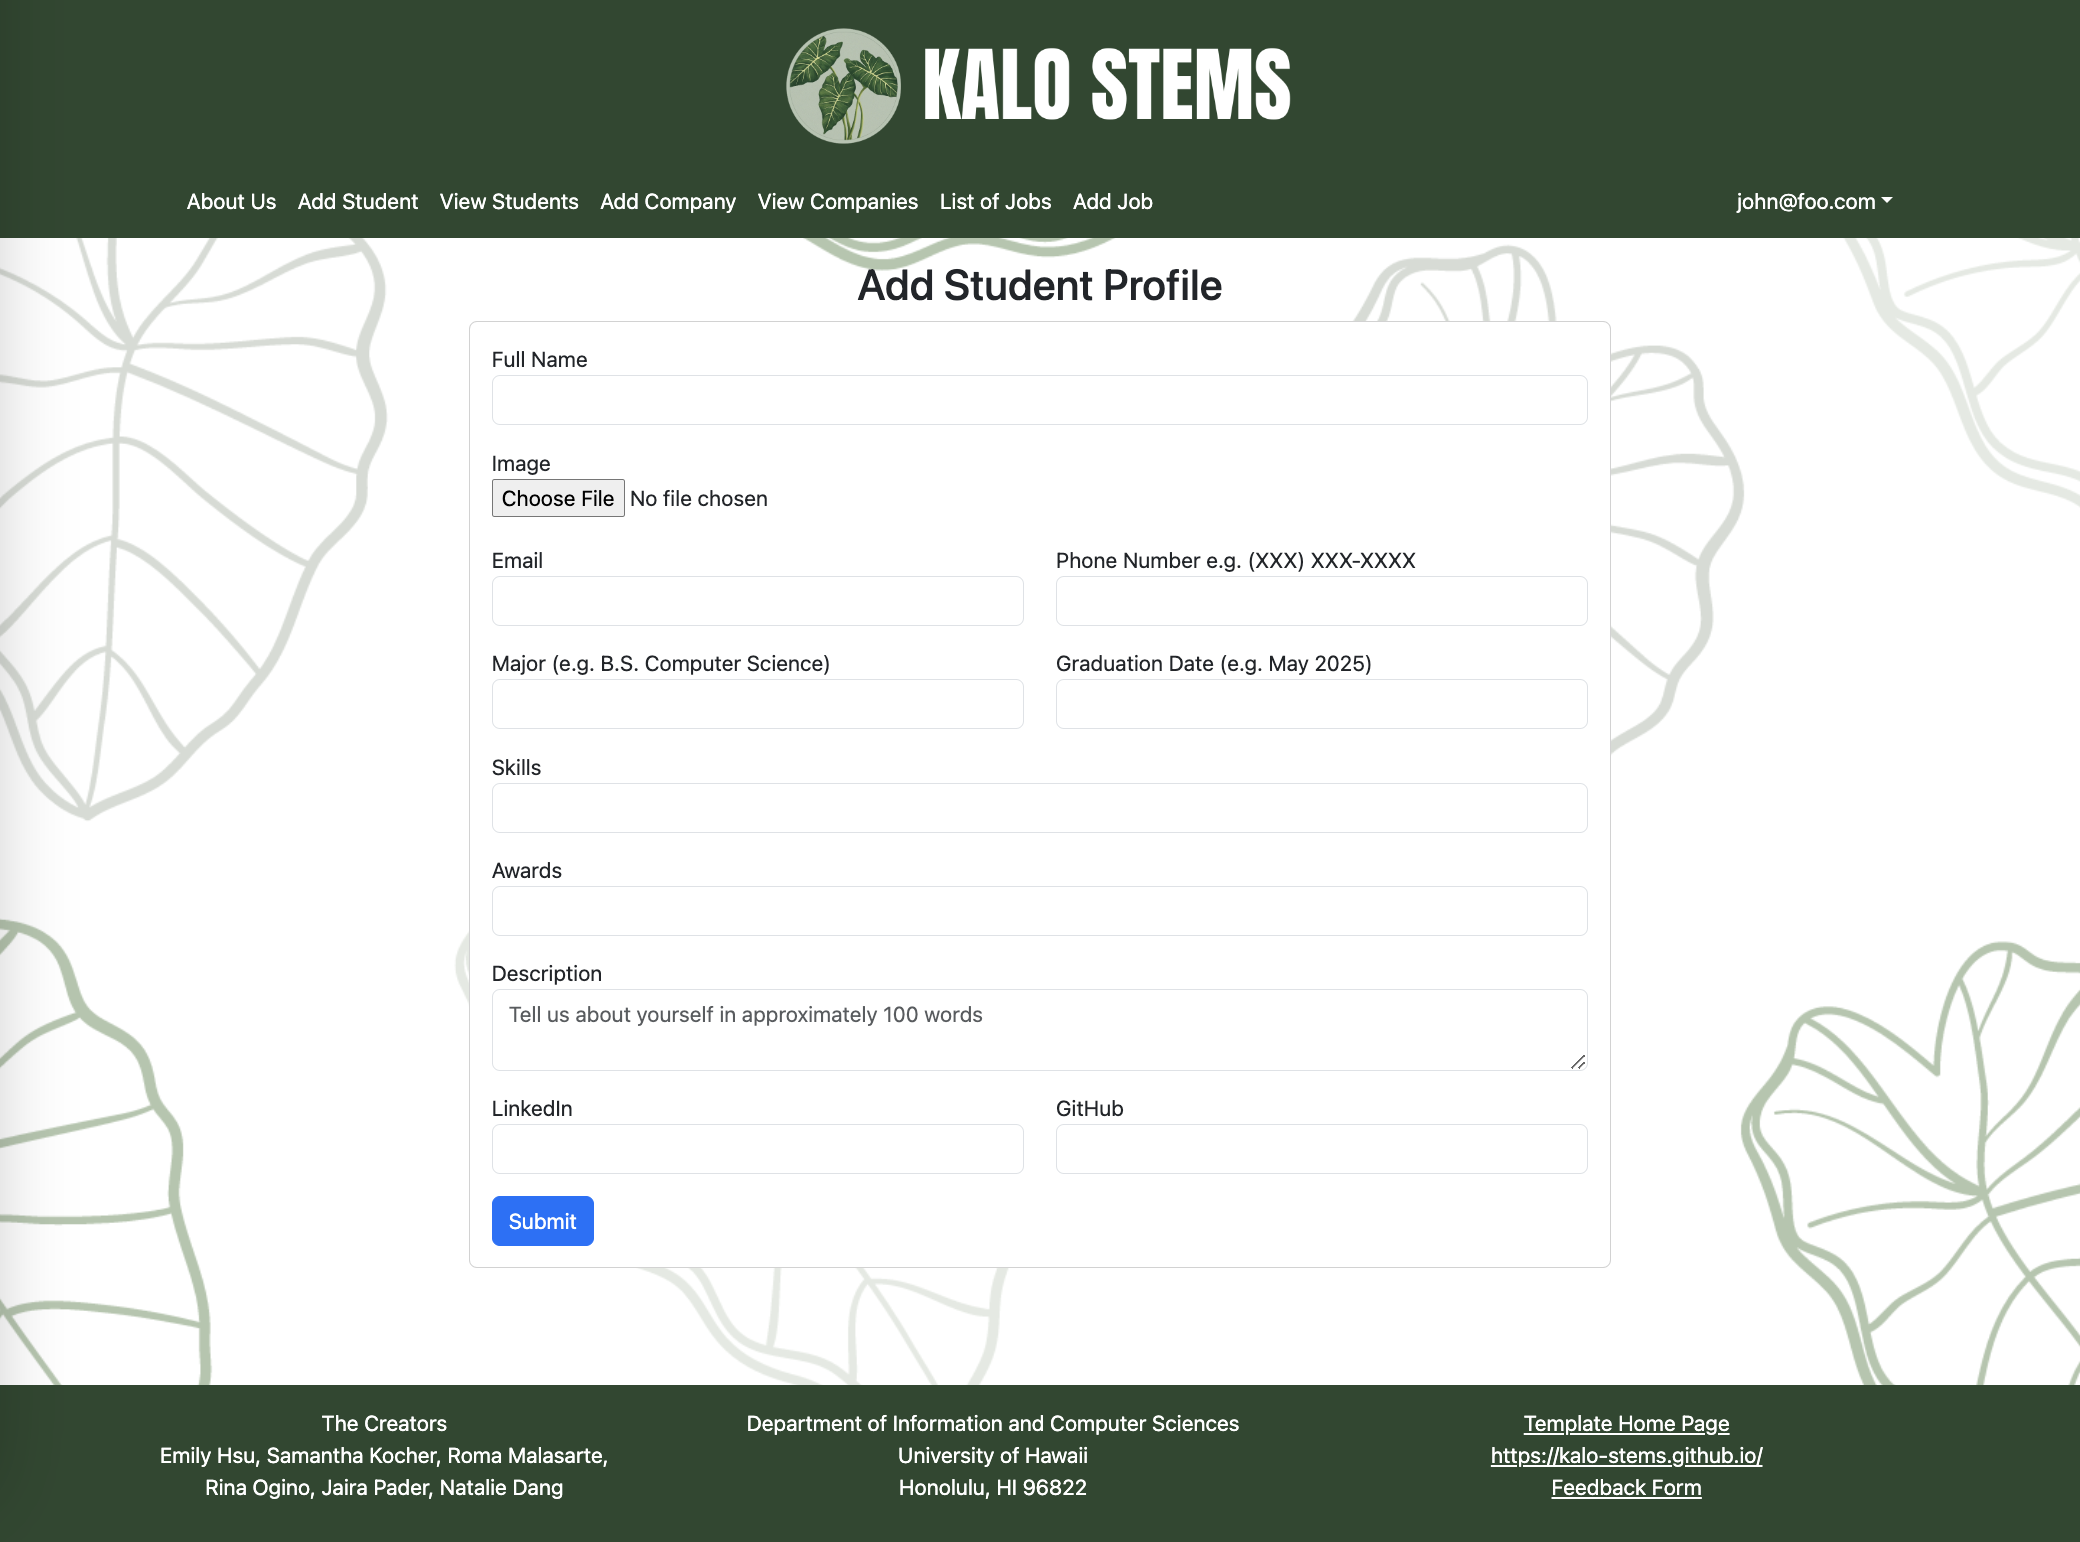 KALO STEMS
About Us Add Student View Students Add Company View Companies List of Jobs Add Job john@foo.com
Add Student Profile
Full Name
Image
Choose File No file chosen
Email Phone Number e.g. (XXX) XXX-XXXX
Major (e.g. B.S. Computer Science) Graduation Date (e.g. May 2025)
Skills
Awards
Description
Tell us about yourself in approximately 100 words
LinkedIn GitHub
Submit
The Creators
Emily Hsu, Samantha Kocher, Roma Malasarte,
Rina Ogino, Jaira Pader, Natalie Dang
Department of Information and Computer Sciences
University of Hawaii
Honolulu, HI 96822
Template Home Page
https://kalo-stems.github.io/
Feedback Form